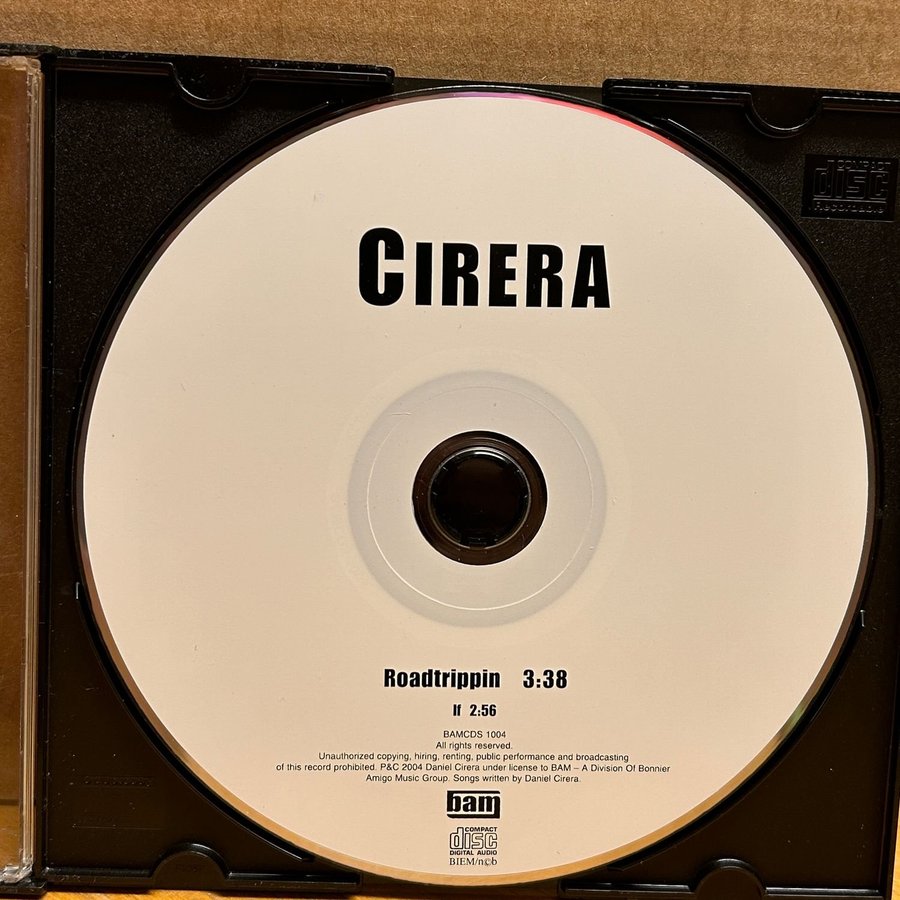 COMPACT
disc
Recordable
CIRERA
Roadtrippin 3:38
If 2:56
BAMCDS 1004
All rights reserved.
Unauthorized copying, hiring, renting, public performance and broadcasting
of this record prohibited. P&C 2004 Daniel Cirera under license to BAM – A Division Of Bonnier
Amigo Music Group. Songs written by Daniel Cirera.
bam
COMPACT
disc
DIGITAL AUDIO
BIEM/n©b